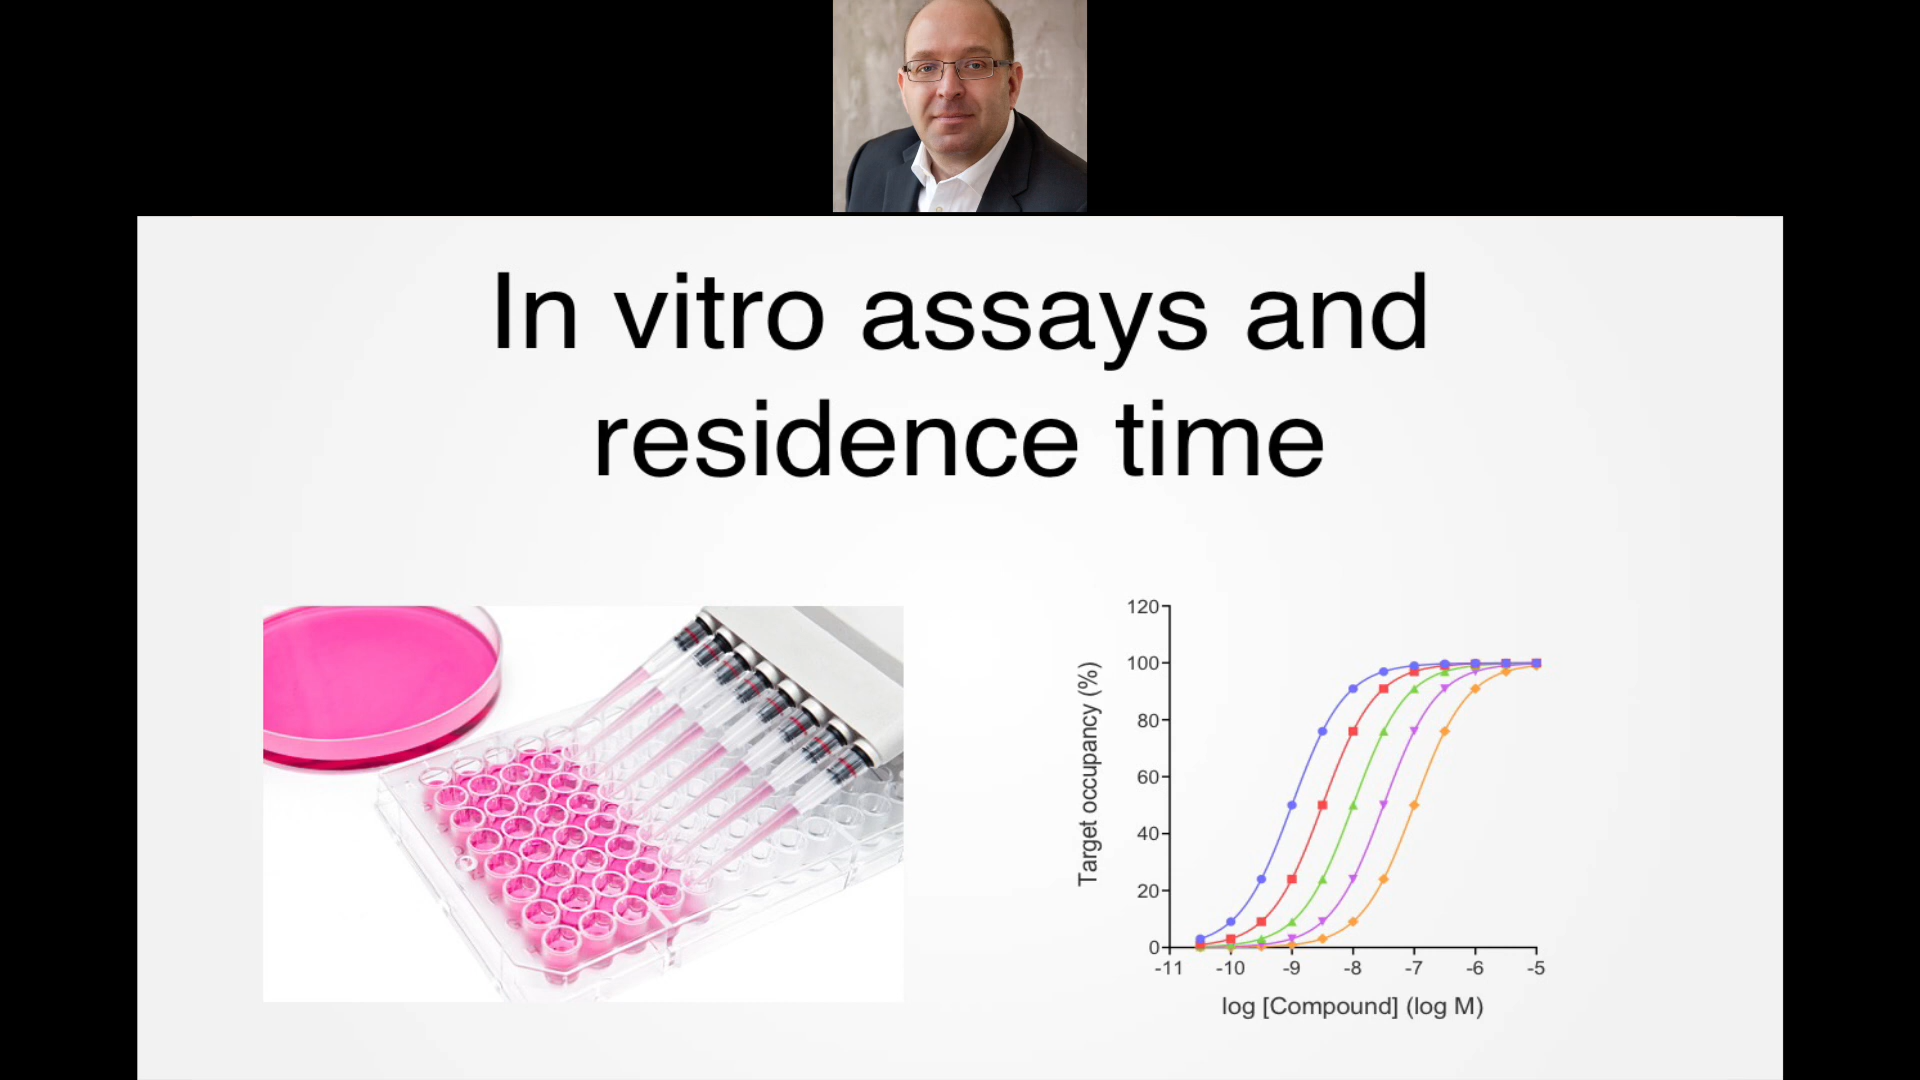 In vitro assays and
residence time
120
100
80
60
40
20
0
Target occupancy (%)
-11 -10 -9 -8 -7 -6 -5
log [Compound] (log M)